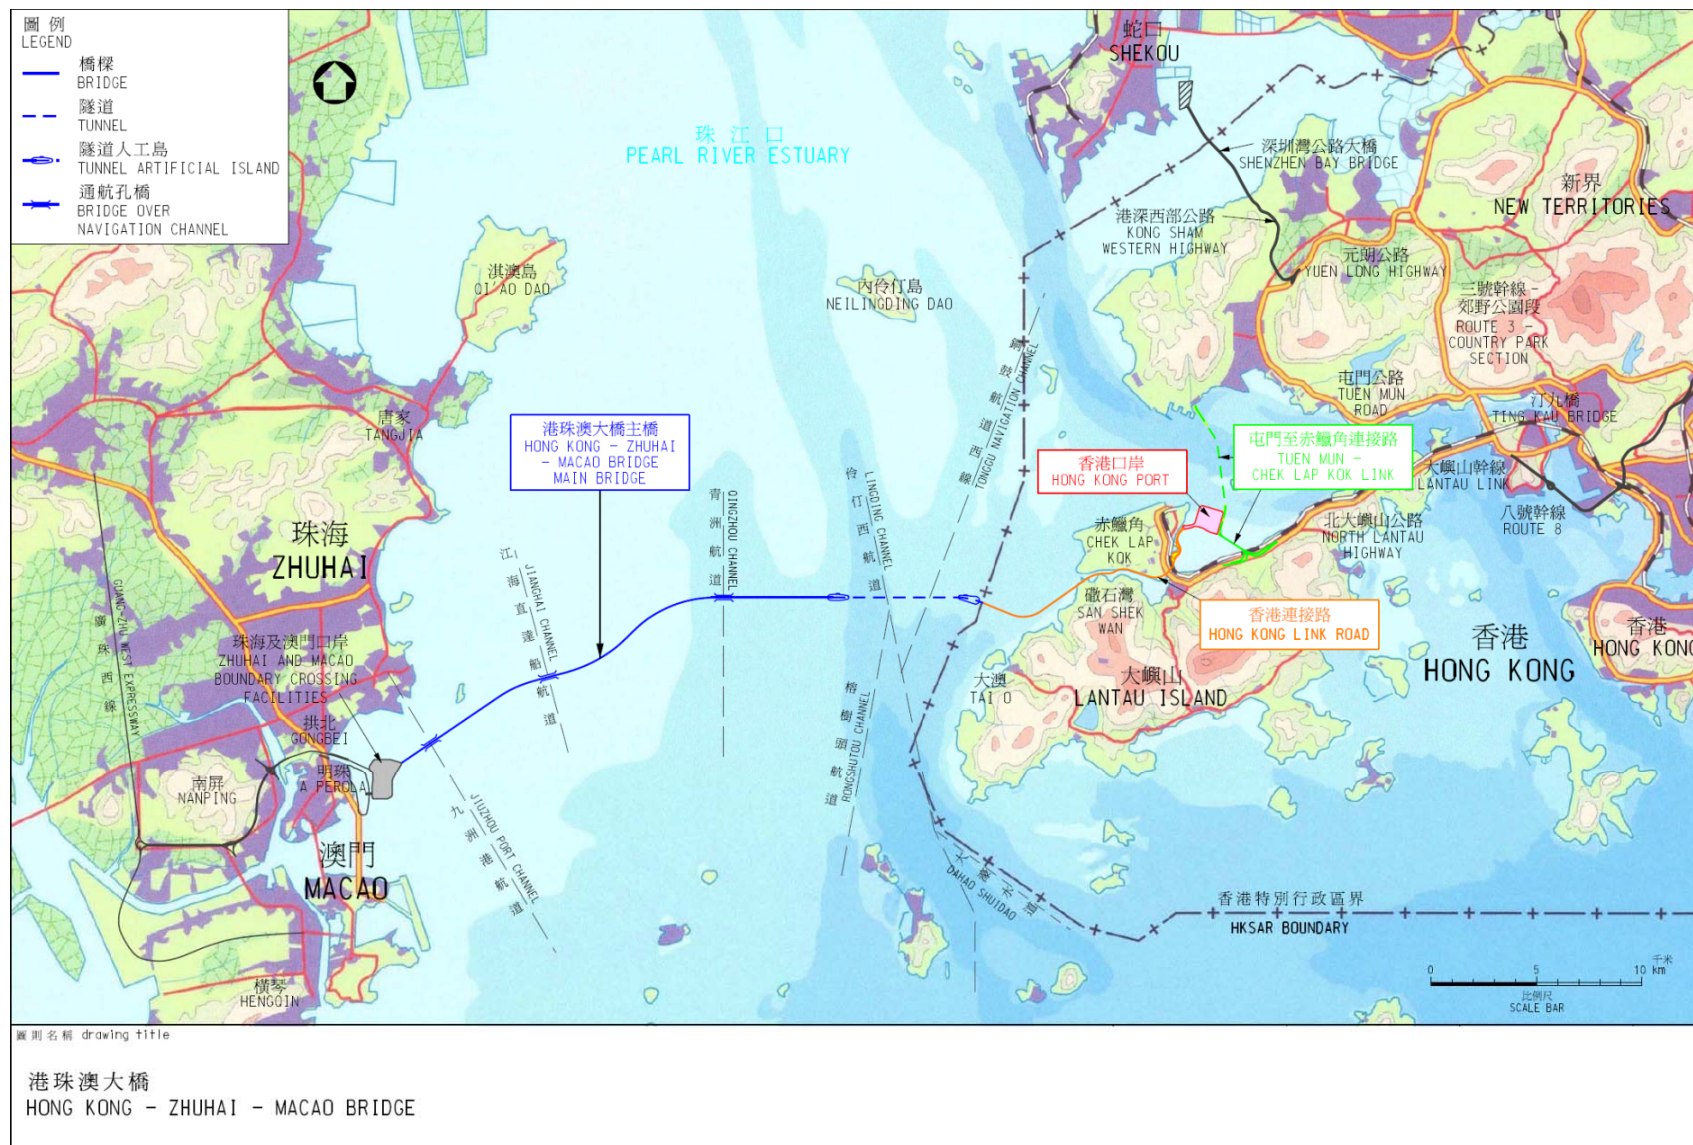 圖例
LEGEND
橋樑
BRIDGE
隧道
TUNNEL
隧道人工島
TUNNEL ARTIFICIAL ISLAND
通航孔橋
BRIDGE OVER
NAVIGATION CHANNEL
蛇口
SHEKOU
珠江口
PEARL RIVER ESTUARY
深圳灣公路大橋
SHENZHEN BAY BRIDGE
新界
NEW TERRITORIES
港深西部公路
KONG SHAM
WESTERN HIGHWAY
元朗公路
YUEN LONG HIGHWAY
淇澳島
QI'AO DAO
內伶仃島
NEILINGDING DAO
三號幹線 -
郊野公園段
ROUTE 3 -
COUNTRY PARK
SECTION
銅鼓航道西線
TONGGU NAVIGATION CHANNEL
屯門公路
TUEN MUN
ROAD
汀九橋
TING KAU BRIDGE
唐家
TANGJIA
港珠澳大橋主橋
HONG KONG - ZHUHAI
- MACAO BRIDGE
MAIN BRIDGE
屯門至赤鱲角連接路
TUEN MUN -
CHEK LAP KOK LINK
香港口岸
HONG KONG PORT
大嶼山幹線
LANTAU LINK
八號幹線
ROUTE 8
青洲航道
QINGZHOU CHANNEL
伶仃西航道
LINGDING CHANNEL
赤鱲角
CHEK LAP
KOK
北大嶼山公路
NORTH LANTAU
HIGHWAY
珠海
ZHUHAI
江海直達船航道
JIANGHAI CHANNEL
廣珠西線
GUANG-ZHU WEST EXPRESSWAY
磡石灣
SAN SHEK
WAN
香港連接路
HONG KONG LINK ROAD
香港
HONG KONG
香港
HONG KONG
珠海及澳門口岸
ZHUHAI AND MACAO
BOUNDARY CROSSING
FACILITIES
大澳
TAI O
大嶼山
LANTAU ISLAND
榕樹頭航道
RONGSHUTOU CHANNEL
拱北
GONGBEI
南屏
NANPING
明珠
A PEROLA
九洲港航道
JIUZHOU PORT CHANNEL
澳門
MACAO
大濠水道
DAHAO SHUIDAO
香港特別行政區界
HKSAR BOUNDARY
橫琴
HENGQIN
0 5 10
千米
km
比例尺
SCALE BAR
圖則名稱 drawing title
港珠澳大橋
HONG KONG - ZHUHAI - MACAO BRIDGE